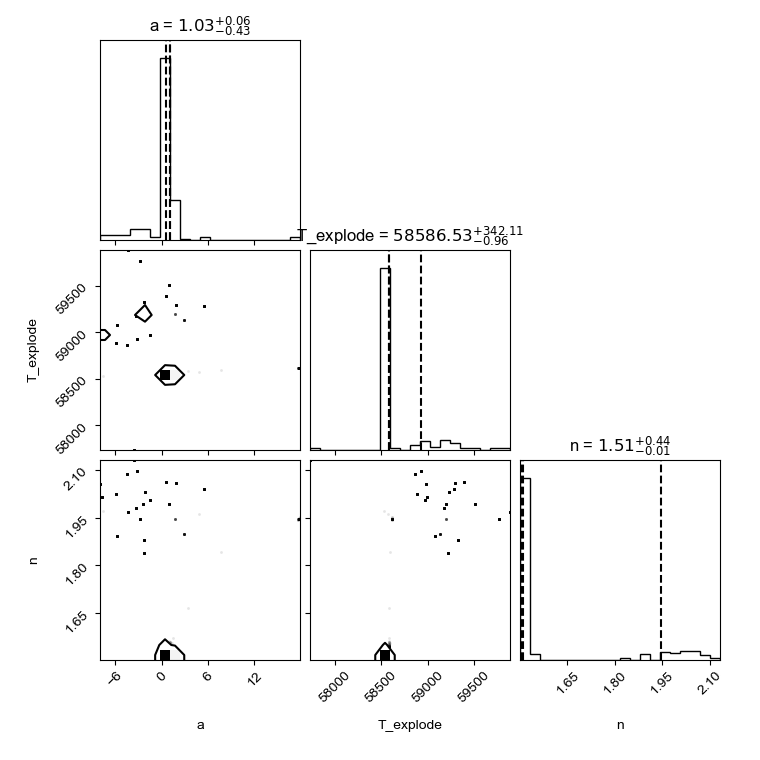 a = 1.03+0.06 −0.43
T_explode = 58586.53+342.11 −0.96
59500
59000
58500
58000
T_explode
n = 1.51+0.44 −0.01
2.10
1.95
1.80
1.65
n
−6 0 6 12
58000 58500 59000 59500
1.65 1.80 1.95 2.10
a T_explode n